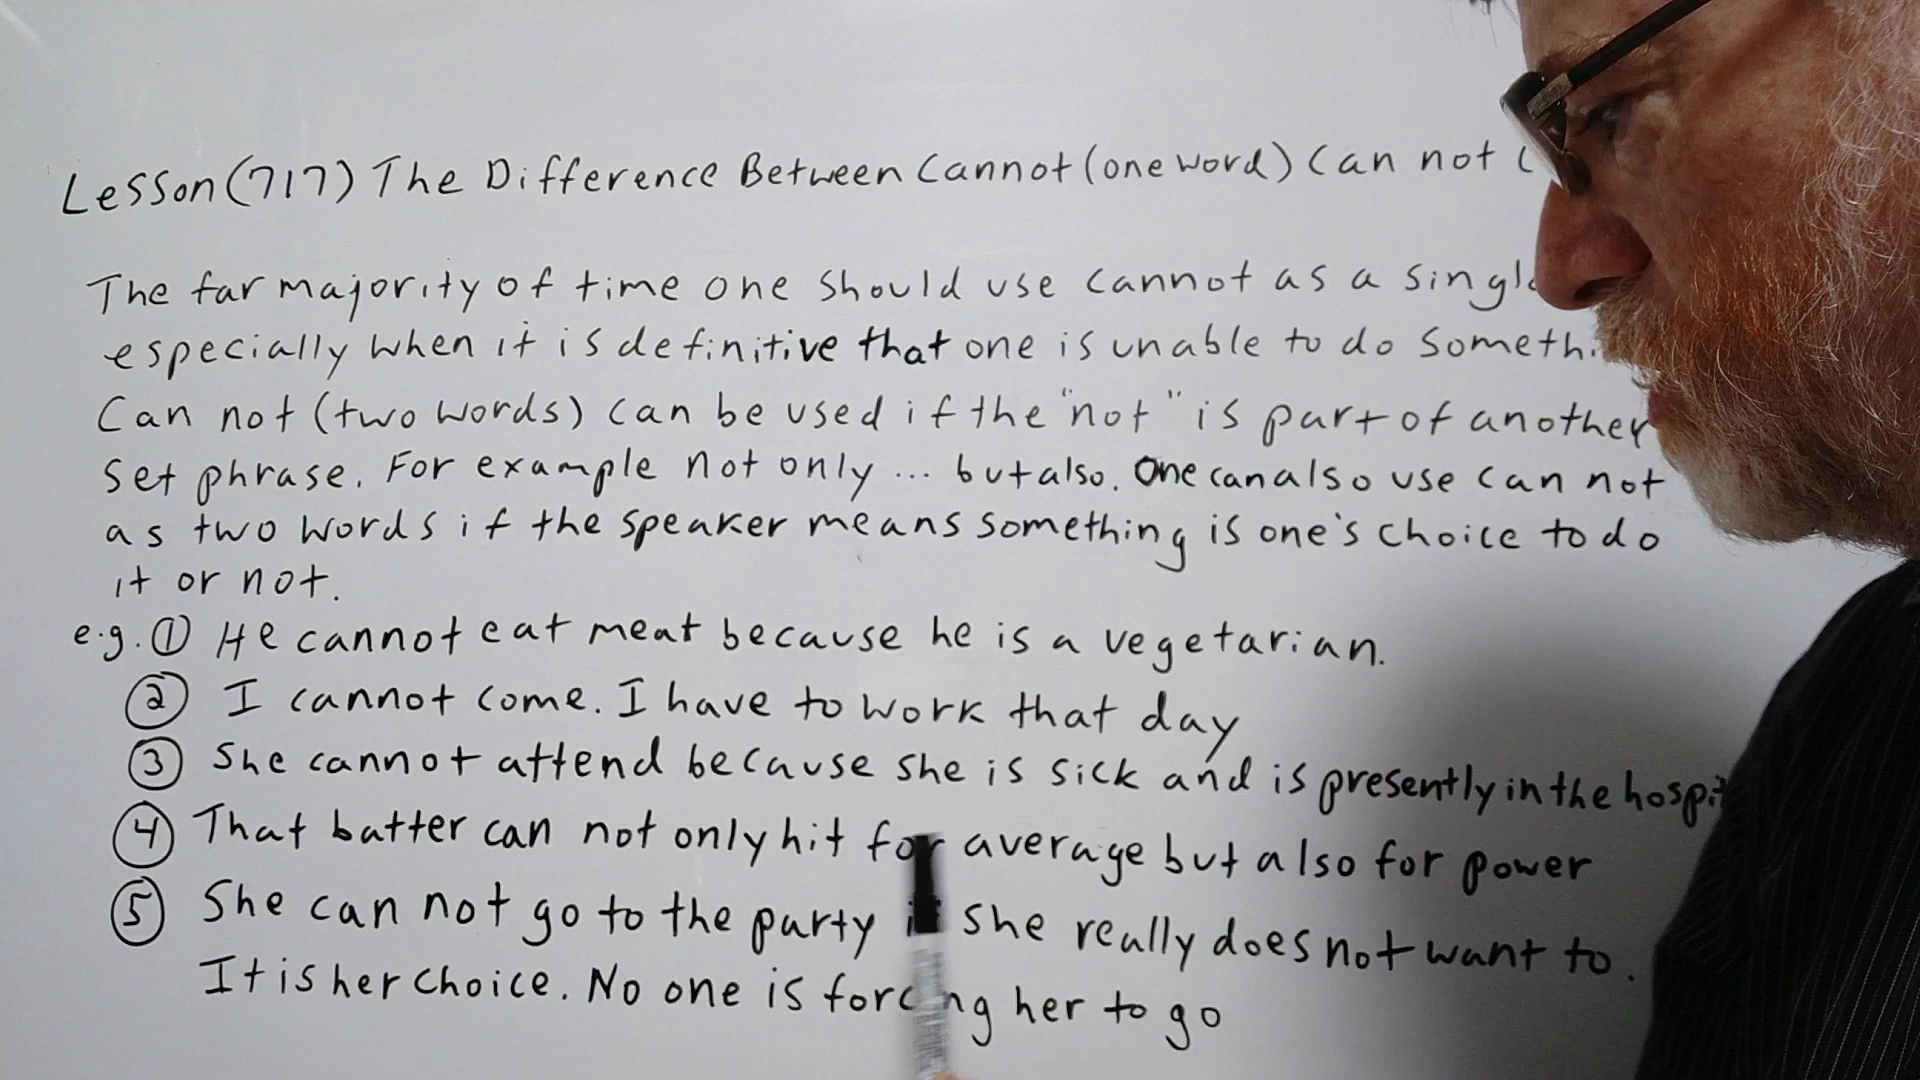 Lesson (717) The Difference Between Cannot (one word) Can not (
The far majority of time one should use cannot as a
especially when it is definitive that one is unable to do
Can not (two words) can be used if the "not" is part of another
set phrase. For example not only ... but also. One can also use can not
as two words if the speaker means something is one's choice to do
it or not.
e.g. ① He cannot eat meat because he is a vegetarian.
② I cannot come. I have to work that day
③ She cannot attend because she is sick and is presently in the
④ That batter can not only hit for average but also for power
⑤ She can not go to the party she really does not want to.
It is her choice. No one is forcing her to go